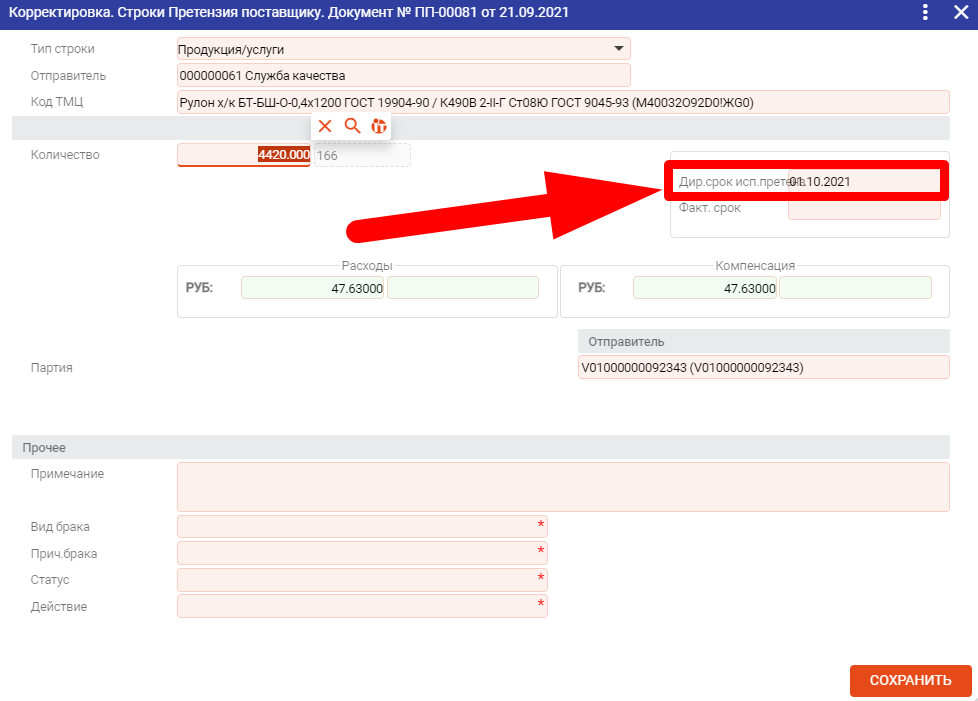 Корректировка. Строки Претензия поставщику. Документ № ПП-00081 от 21.09.2021
Тип строки Продукция/услуги
Отправитель 000000061 Служба качества
Код ТМЦ Рулон х/к БТ-БШ-О-0,4х1200 ГОСТ 19904-90 / К490В 2-II-Г Ст08Ю ГОСТ 9045-93 (М40032О92D0!ЖG0)
Количество 4420.000 166
Дир.срок исп.претенз 01.10.2021
Факт. срок
Расходы Компенсация
РУБ: 47.63000 РУБ: 47.63000
Отправитель
Партия V01000000092343 (V01000000092343)
Прочее
Примечание
Вид брака *
Прич.брака *
Статус *
Действие *
СОХРАНИТЬ